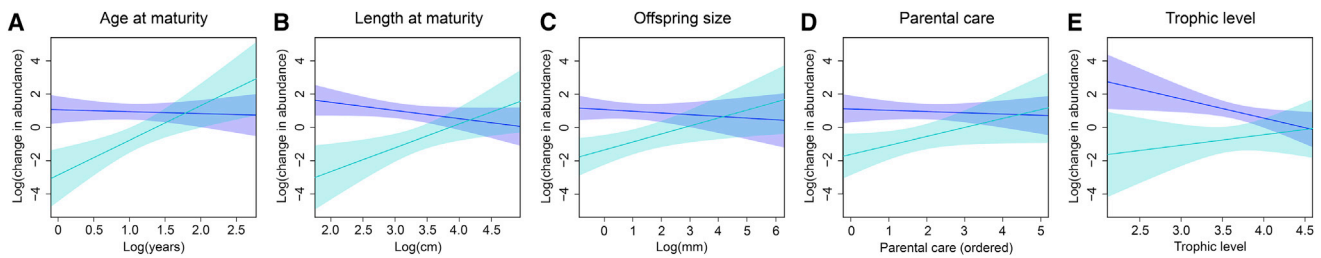 A Age at maturity
Log(change in abundance)
4
2
0
−2
−4
0 0.5 1.0 1.5 2.0 2.5
Log(years)
B Length at maturity
Log(change in abundance)
4
2
0
−2
−4
2.0 2.5 3.0 3.5 4.0 4.5
Log(cm)
C Offspring size
Log(change in abundance)
4
2
0
−2
−4
0 1 2 3 4 5 6
Log(mm)
D Parental care
Log(change in abundance)
4
2
0
−2
−4
0 1 2 3 4 5
Parental care (ordered)
E Trophic level
Log(change in abundance)
4
2
0
−2
−4
2.5 3.0 3.5 4.0 4.5
Trophic level